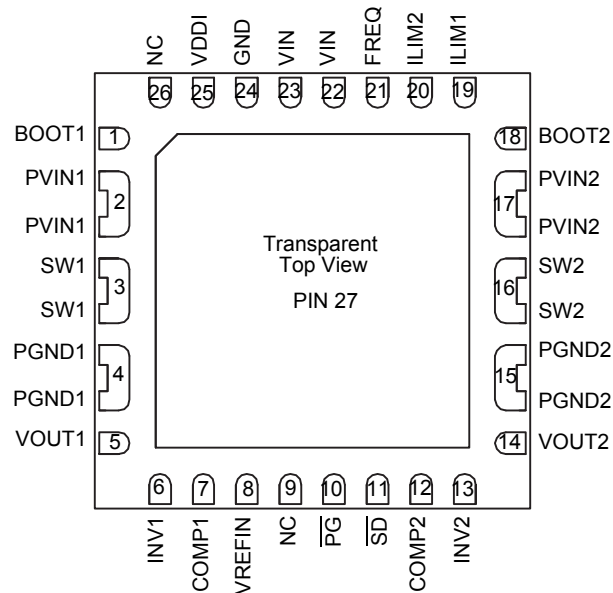 NC
VDDI
GND
VIN
VIN
FREQ
ILIM2
ILIM1
26
25
24
23
22
21
20
19
BOOT1
1
18
BOOT2
PVIN1
PVIN1
2
17
PVIN2
PVIN2
SW1
SW1
3
16
SW2
SW2
PGND1
PGND1
4
15
PGND2
PGND2
VOUT1
5
14
VOUT2
Transparent
Top View
PIN 27
6
7
8
9
10
11
12
13
INV1
COMP1
VREFIN
NC
PG
SD
COMP2
INV2